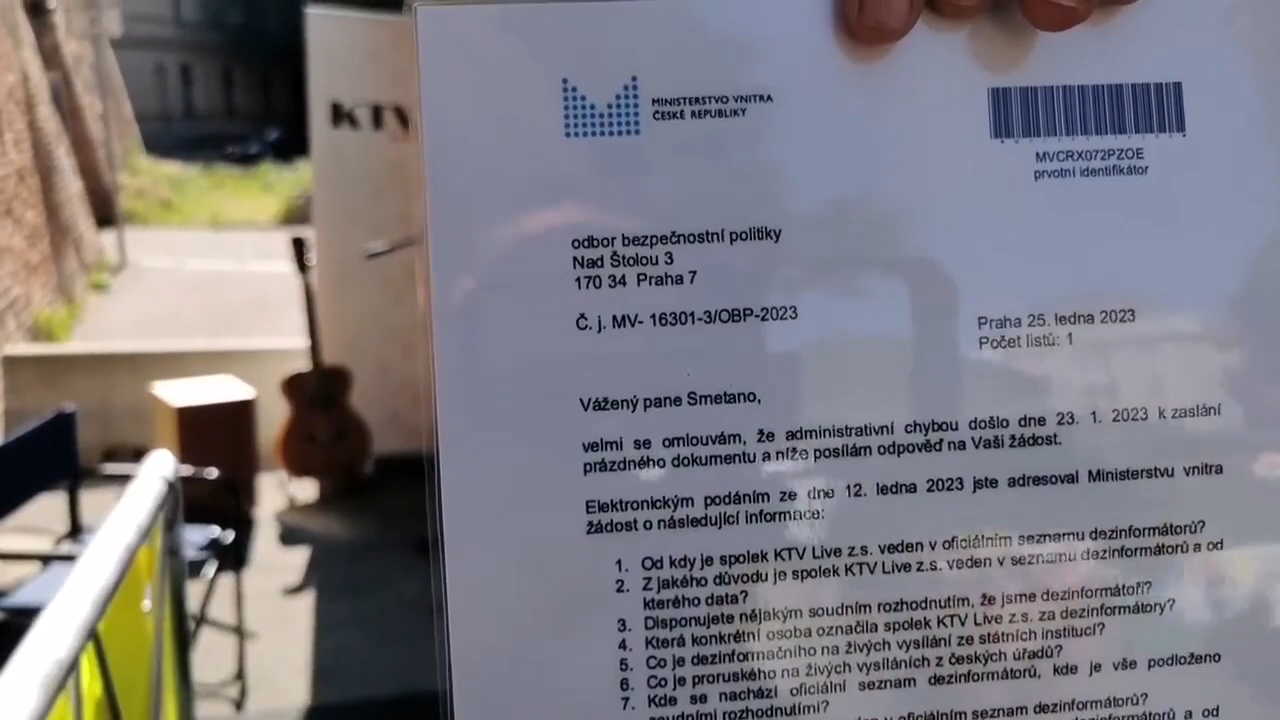 KTV
MINISTERSTVO VNITRA
ČESKÉ REPUBLIKY
MVCRX072PZOE
prvotní identifikátor
odbor bezpečnostní politiky
Nad Štolou 3
170 34 Praha 7
Č. j. MV- 16301-3/OBP-2023
Praha 25. ledna 2023
Počet listů: 1
Vážený pane Smetano,
velmi se omlouvám, že administrativní chybou došlo dne 23. 1. 2023 k zaslání
prázdného dokumentu a níže posílám odpověď na Vaši žádost.
Elektronickým podáním ze dne 12. ledna 2023 jste adresoval Ministerstvu vnitra
žádost o následující informace:
1. Od kdy je spolek KTV Live z.s. veden v oficiálním seznamu dezinformátorů?
2. Z jakého důvodu je spolek KTV Live z.s. veden v seznamu dezinformátorů a od
kterého data?
3. Disponujete nějakým soudním rozhodnutím, že jsme dezinformátoři?
4. Která konkrétní osoba označila spolek KTV Live z.s. za dezinformátory?
5. Co je dezinformačního na živých vysílání ze státních institucí?
6. Co je proruského na živých vysíláních z českých úřadů?
7. Kde se nachází oficiální seznam dezinformátorů, kde je vše podloženo
soudními rozhodnutími?
v oficiálním seznamu dezinformátorů?
dezinformátorů a od